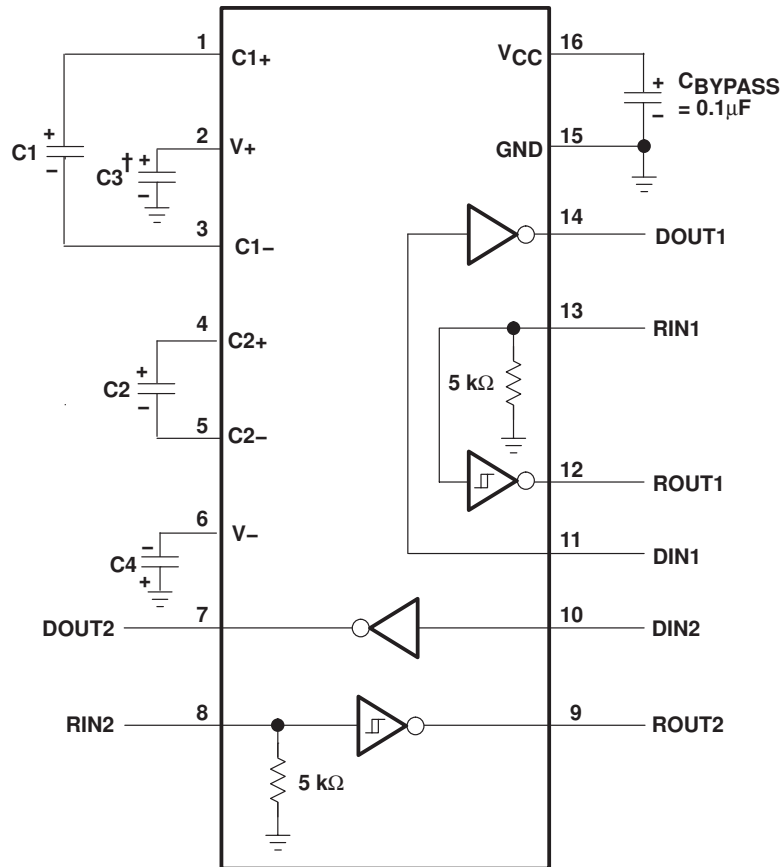 1
C1+
VCC
16
+
CBYPASS
= 0.1μF
−
2
V+
15
GND
C1
+
−
C3†
+
−
3
C1−
14
DOUT1
13
RIN1
4
C2+
5 kΩ
C2
+
−
5
C2−
12
ROUT1
6
V−
11
DIN1
C4
−
+
7
DOUT2
10
DIN2
8
RIN2
9
ROUT2
5 kΩ